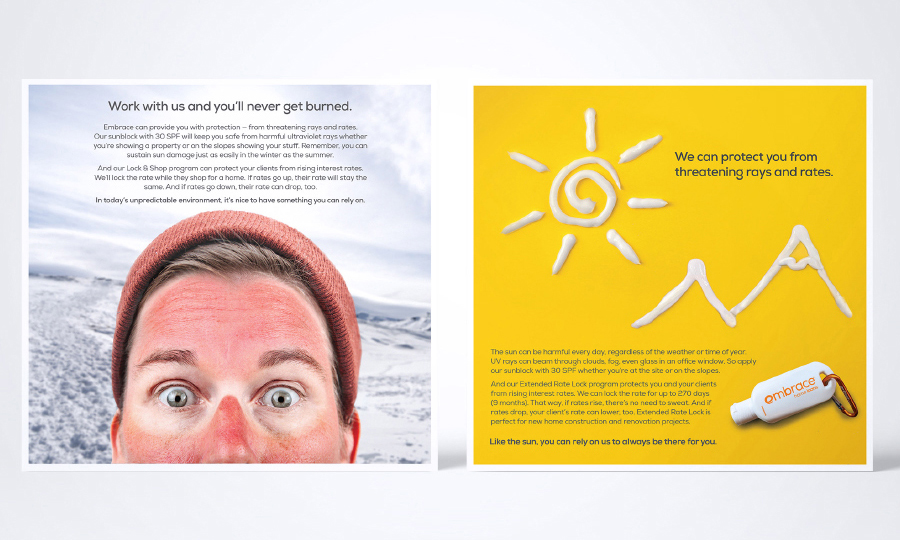 Work with us and you'll never get burned.
Embrace can provide you with protection – from threatening rays and rates.
Our sunblock with 30 SPF will keep you safe from harmful ultraviolet rays whether
you're showing a property or on the slopes showing your stuff. Remember, you can
sustain sun damage just as easily in the winter as the summer.
And our Lock & Shop program can protect your clients from rising interest rates.
We'll lock the rate while they shop for a home. If rates go up, their rate will stay the
same. And if rates go down, their rate can drop, too.
In today's unpredictable environment, it's nice to have something you can rely on.
We can protect you from
threatening rays and rates.
The sun can be harmful every day, regardless of the weather or time of year.
UV rays can beam through clouds, fog, even glass in an office window. So apply
our sunblock with 30 SPF whether you're at the site or on the slopes.
And our Extended Rate Lock program protects you and your clients
from rising interest rates. We can lock the rate for up to 270 days
(9 months). That way, if rates rise, there's no need to sweat. And if
rates drop, your client's rate can lower, too. Extended Rate Lock is
perfect for new home construction and renovation projects.
Like the sun, you can rely on us to always be there for you.
embrace